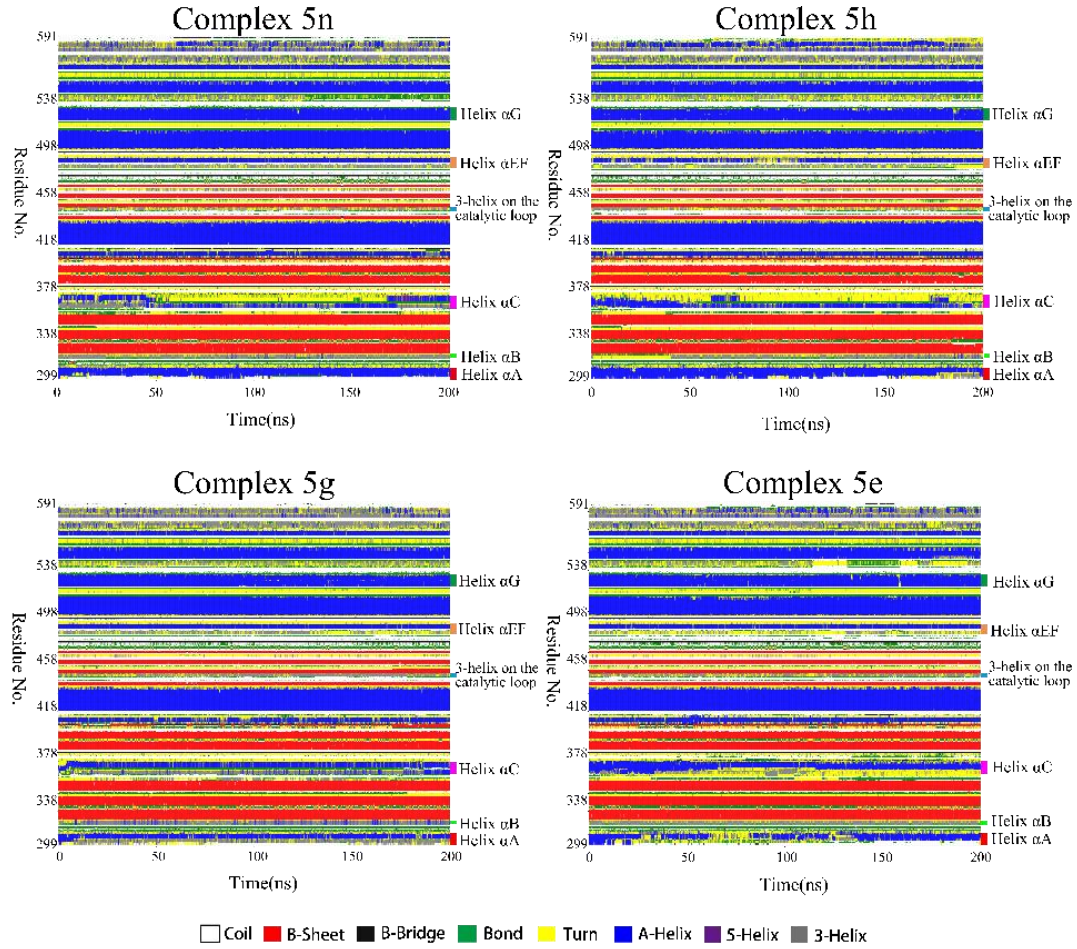 Complex 5n
591
538
498
458
418
378
338
299
Residue No.
Helix αG
Helix αEF
3-helix on the
catalytic loop
Helix αC
Helix αB
Helix αA
0 50 100 150 200
Time(ns)
Complex 5h
591
538
498
458
418
378
338
299
Residue No.
Helix αG
Helix αEF
3-helix on the
catalytic loop
Helix αC
Helix αB
Helix αA
0 50 100 150 200
Time(ns)
Complex 5g
591
538
498
458
418
378
338
299
Residue No.
Helix αG
Helix αEF
3-helix on the
catalytic loop
Helix αC
Helix αB
Helix αA
0 50 100 150 200
Time(ns)
Complex 5e
591
538
498
458
418
378
338
299
Residue No.
Helix αG
Helix αEF
3-helix on the
catalytic loop
Helix αC
Helix αB
Helix αA
0 50 100 150 200
Time(ns)
Coil B-Sheet B-Bridge Bond Turn A-Helix 5-Helix 3-Helix